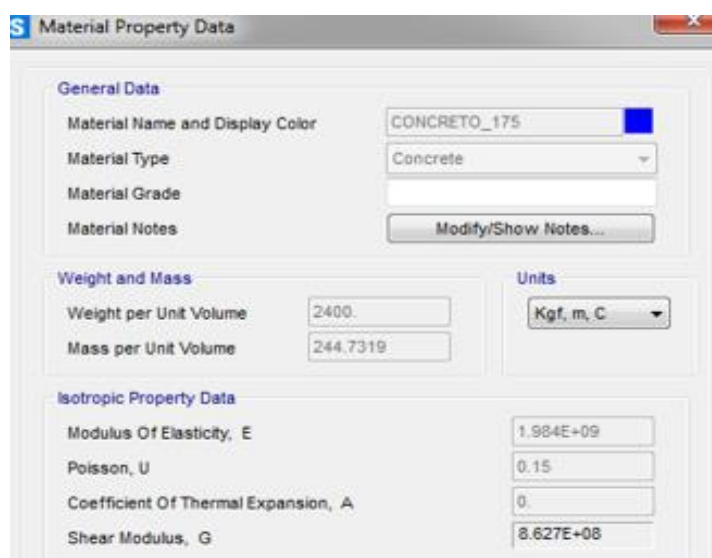 S Material Property Data
General Data
Material Name and Display Color CONCRETO_175
Material Type Concrete
Material Grade
Material Notes Modify/Show Notes...
Weight and Mass Units
Weight per Unit Volume 2400. Kgf, m, C
Mass per Unit Volume 244.7319
Isotropic Property Data
Modulus Of Elasticity, E 1.984E+09
Poisson, U 0.15
Coefficient Of Thermal Expansion, A 0.
Shear Modulus, G 8.627E+08